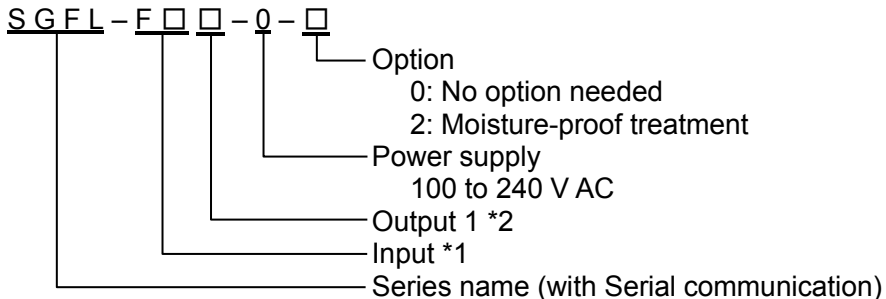 SGFL – F□ □ – 0 – □
Option
0: No option needed
2: Moisture-proof treatment
Power supply
100 to 240 V AC
Output 1 *2
Input *1
Series name (with Serial communication)